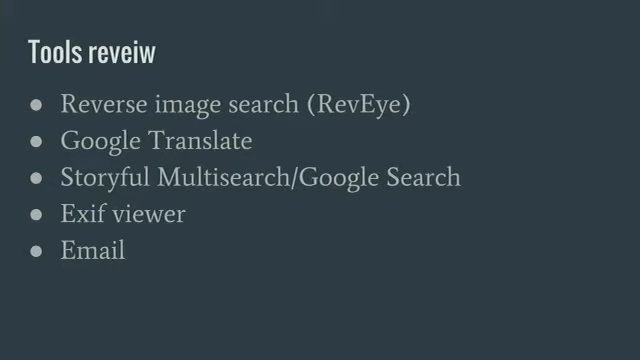 Tools reveiw
● Reverse image search (RevEye)
● Google Translate
● Storyful Multisearch/Google Search
● Exif viewer
● Email